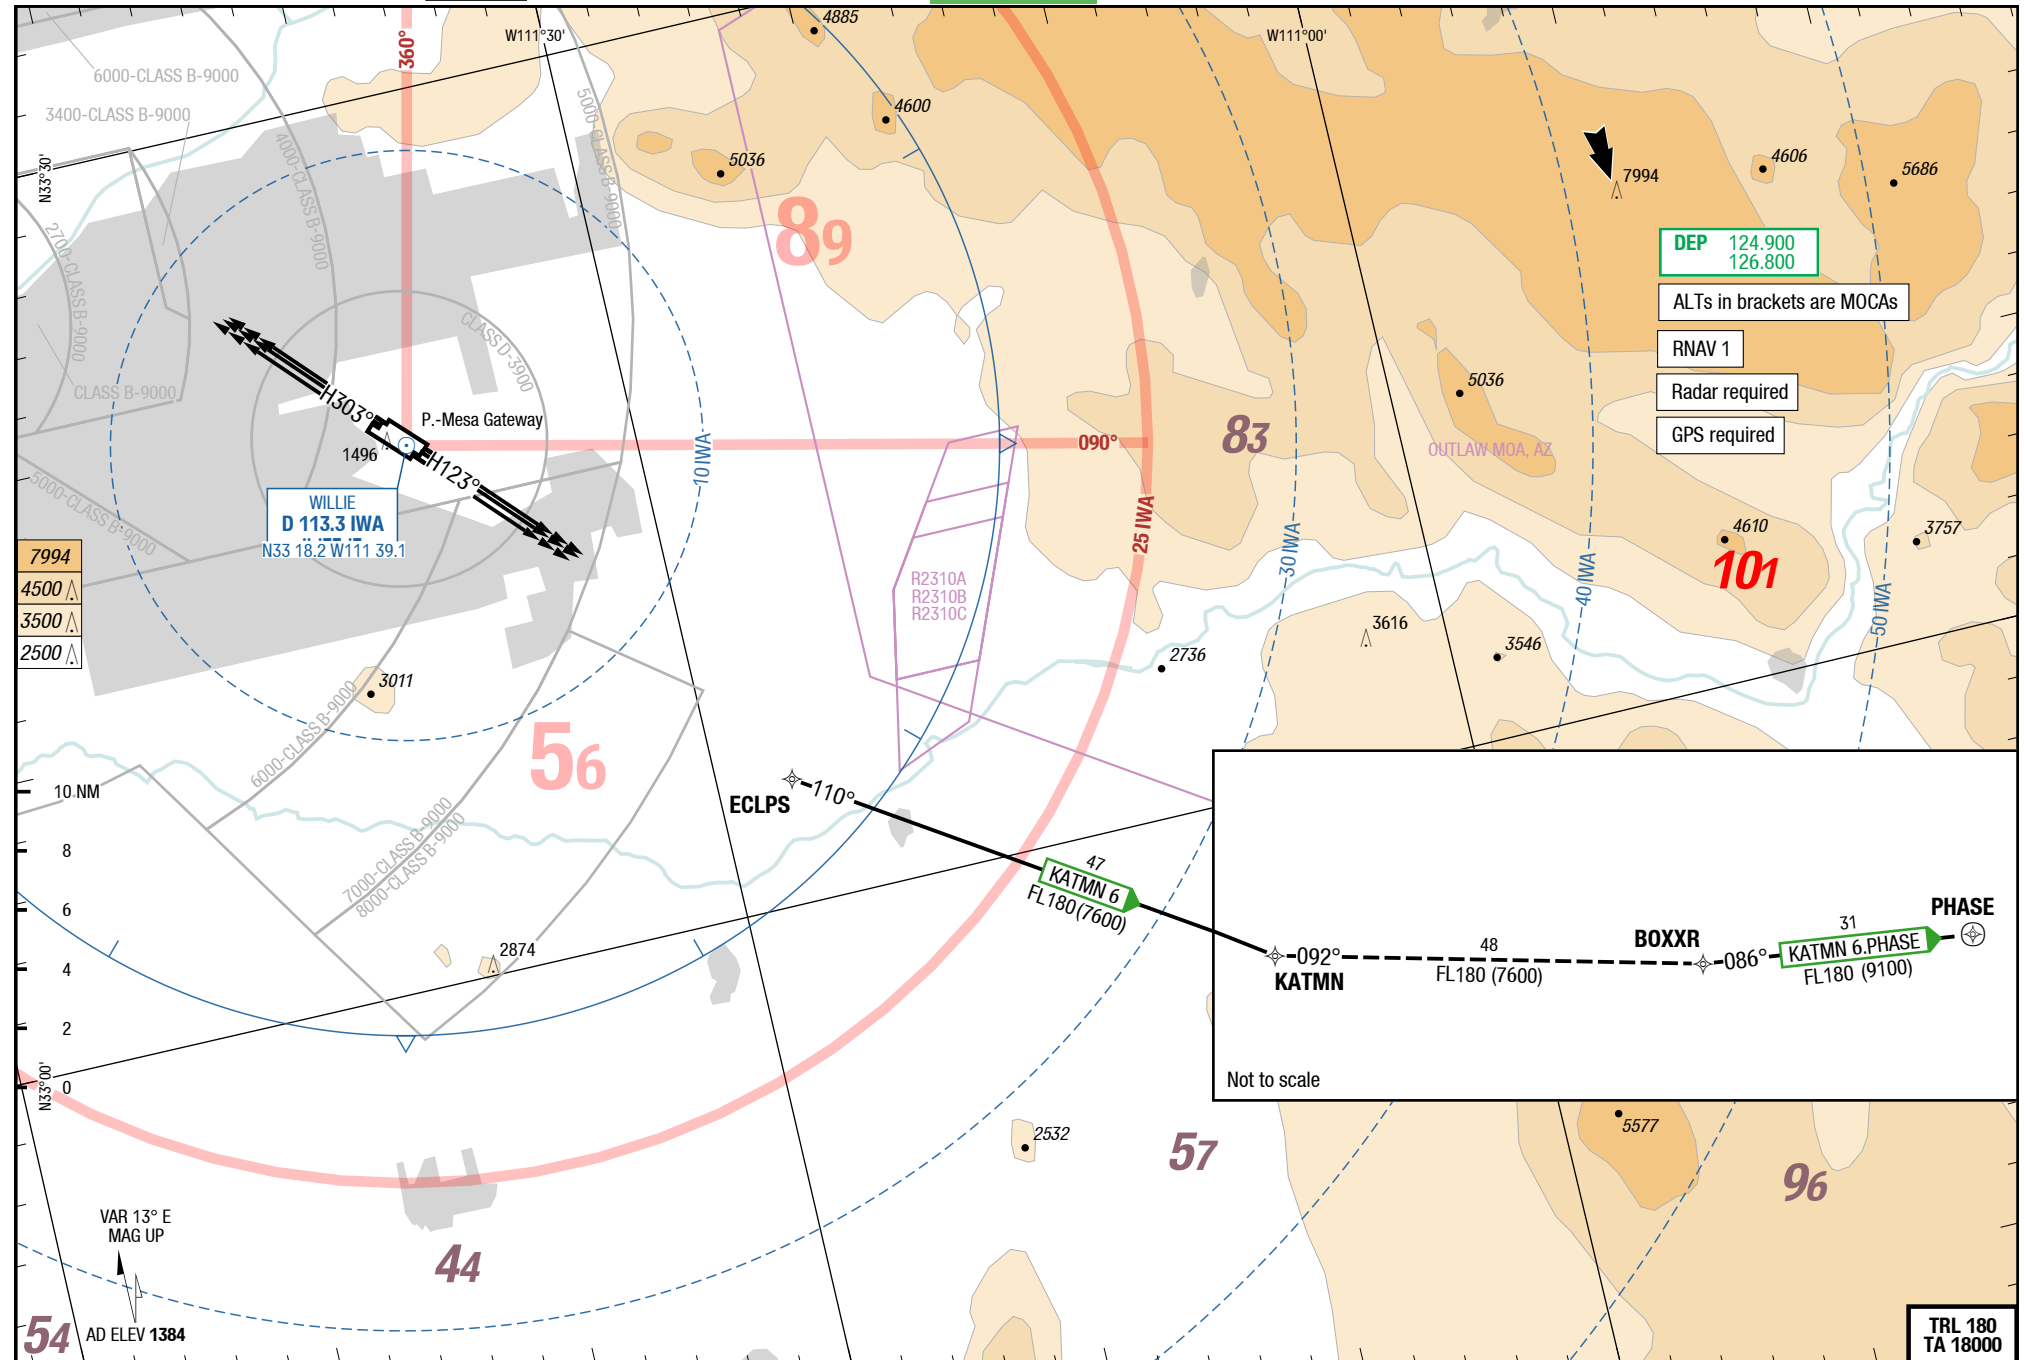 4885
W111°30'
W111°00'
360°
6000-CLASS B-9000
3400-CLASS B-9000
4000-CLASS B-9000
5000-CLASS B-9000
4600
5036
4606
5686
7994
N33°30'
2700-CLASS B-9000
89
DEP 124.900
126.800
ALTs in brackets are MOCAs
RNAV 1
Radar required
GPS required
CLASS D-3900
CLASS B-9000
H303°
P.-Mesa Gateway
1496
H123°
10 IWA
090°
83
5036
OUTLAW MOA, AZ
5000-CLASS B-9000
WILLIE
D 113.3 IWA
N33 18.2 W111 39.1
25 IWA
30 IWA
40 IWA
50 IWA
4610
101
3757
7994
4500
3500
2500
R2310A
R2310B
R2310C
3616
3546
2736
3011
6000-CLASS B-9000
56
10 NM
8
6
4
2
0
ECLPS
110°
7000-CLASS B-9000
8000-CLASS B-9000
47
KATMN 6
FL180(7600)
2874
KATMN
092°
48
FL180 (7600)
BOXXR
086°
31
KATMN 6.PHASE
FL180 (9100)
PHASE
Not to scale
N33°00'
2532
57
5577
96
VAR 13° E
MAG UP
44
54
AD ELEV 1384
TRL 180
TA 18000